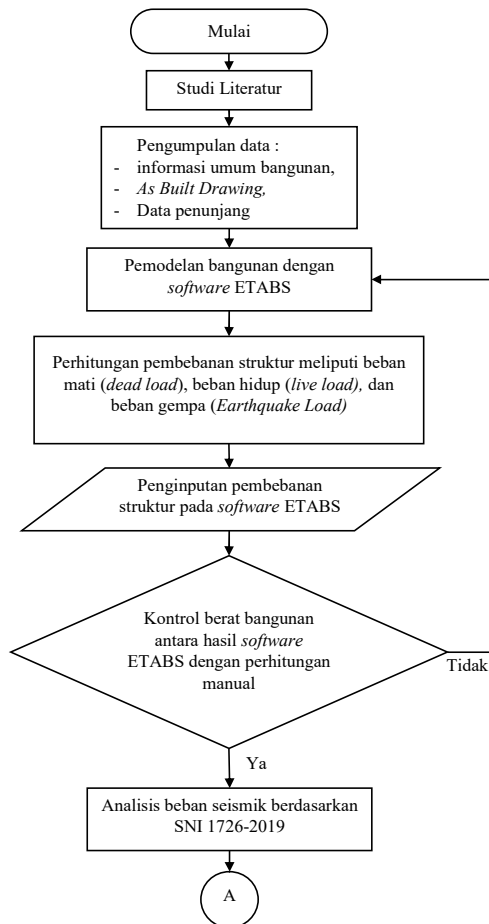 Mulai
Studi Literatur
Pengumpulan data :
- informasi umum bangunan,
- As Built Drawing,
- Data penunjang
Pemodelan bangunan dengan
software ETABS
Perhitungan pembebanan struktur meliputi beban
mati (dead load), beban hidup (live load), dan
beban gempa (Earthquake Load)
Penginputan pembebanan
struktur pada software ETABS
Kontrol berat bangunan
antara hasil software
ETABS dengan perhitungan
manual
Tidak
Ya
Analisis beban seismik berdasarkan
SNI 1726-2019
A